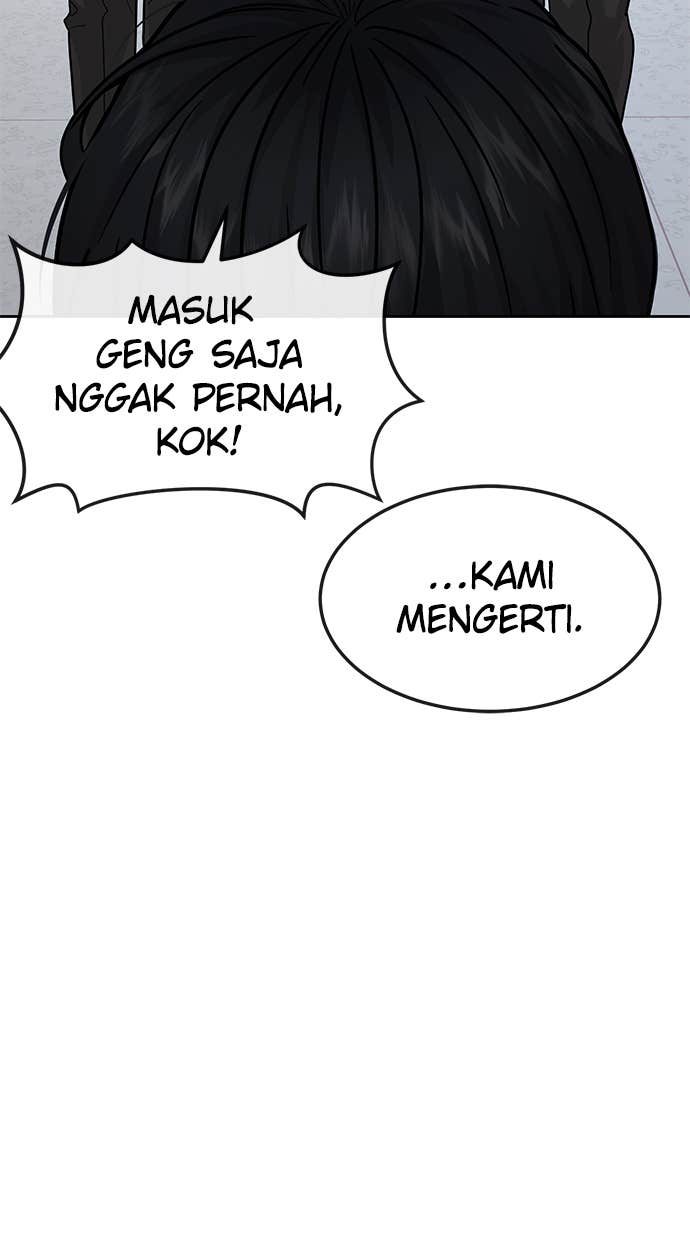 MASUK
GENG SAJA
NGGAK PERNAH,
KOK!
...KAMI
MENGERTI.